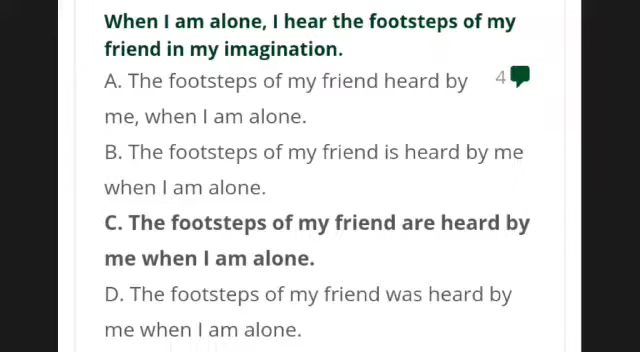 When I am alone, I hear the footsteps of my
friend in my imagination.
A. The footsteps of my friend heard by
4
me, when I am alone.
B. The footsteps of my friend is heard by me
when I am alone.
C. The footsteps of my friend are heard by
me when I am alone.
D. The footsteps of my friend was heard by
me when I am alone.